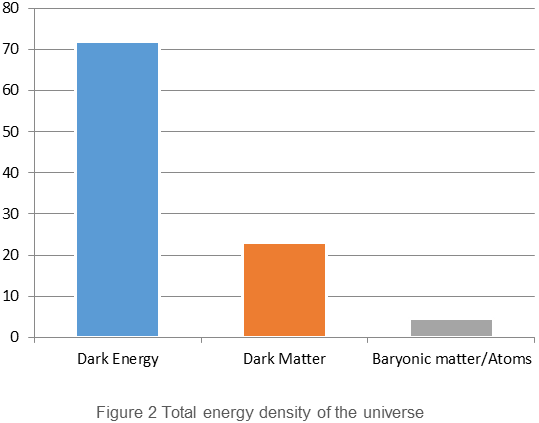 80
70
60
50
40
30
20
10
0
Dark Energy
Dark Matter
Baryonic matter/Atoms
Figure 2 Total energy density of the universe